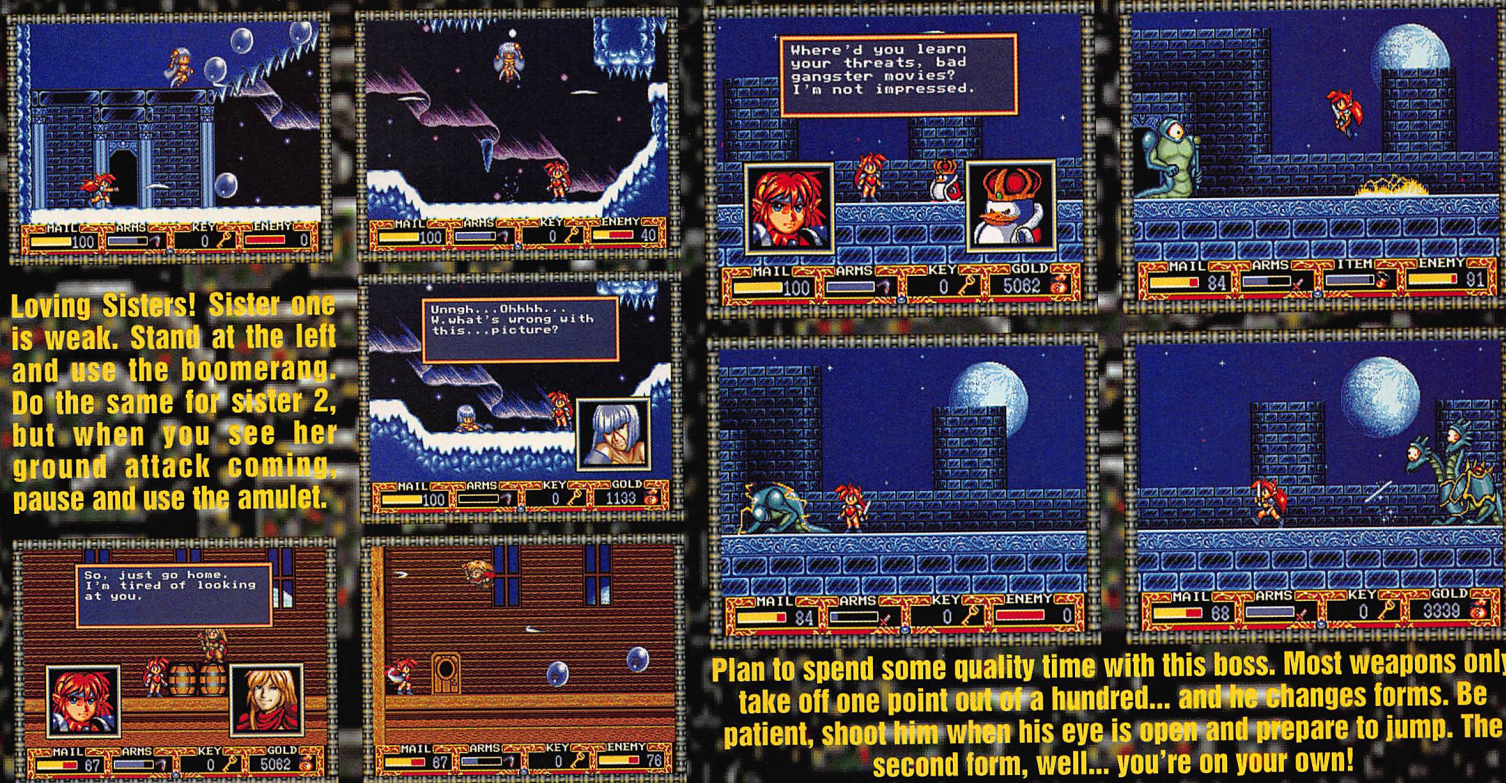 MAIL ARMS KEY ENEMY
100 0 0
MAIL ARMS KEY ENEMY
100 0 40
Loving Sisters! Sister one
is weak. Stand at the left
and use the boomerang.
Do the same for sister 2,
but when you see her
ground attack coming,
pause and use the amulet.
Unngh...Ohhhh...
W.what's wrong with
this...picture?
MAIL ARMS KEY GOLD
100 0 1133
So, just go home.
I'm tired of looking
at you.
MAIL ARMS KEY GOLD
67 0 5062
MAIL ARMS KEY ENEMY
67 0 76
Where'd you learn
your threats, bad
gangster movies?
I'm not impressed.
MAIL ARMS KEY GOLD
100 0 5062
MAIL ARMS ITEM ENEMY
84 91
MAIL ARMS KEY ENEMY
84 0 0
MAIL ARMS KEY GOLD
68 0 3339
Plan to spend some quality time with this boss. Most weapons only
take off one point out of a hundred... and he changes forms. Be
patient, shoot him when his eye is open and prepare to jump. The
second form, well... you're on your own!